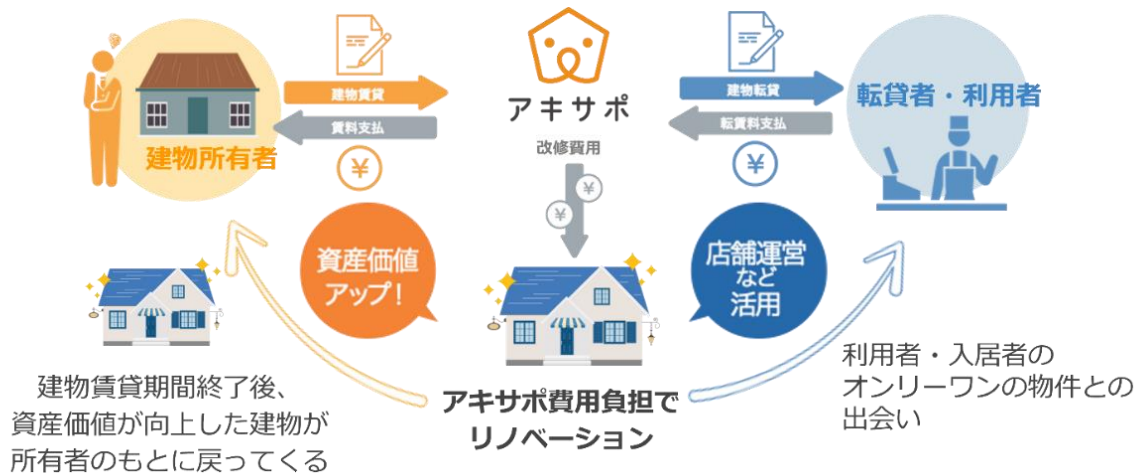 建物所有者
建物賃貸
賃料支払
¥
アキサポ
改修費用
¥
¥
建物転貸
転賃料支払
¥
転貸者・利用者
資産価値
アップ！
店舗運営
など
活用
建物賃貸期間終了後、
資産価値が向上した建物が
所有者のもとに戻ってくる
アキサポ費用負担で
リノベーション
利用者・入居者の
オンリーワンの物件との
出会い